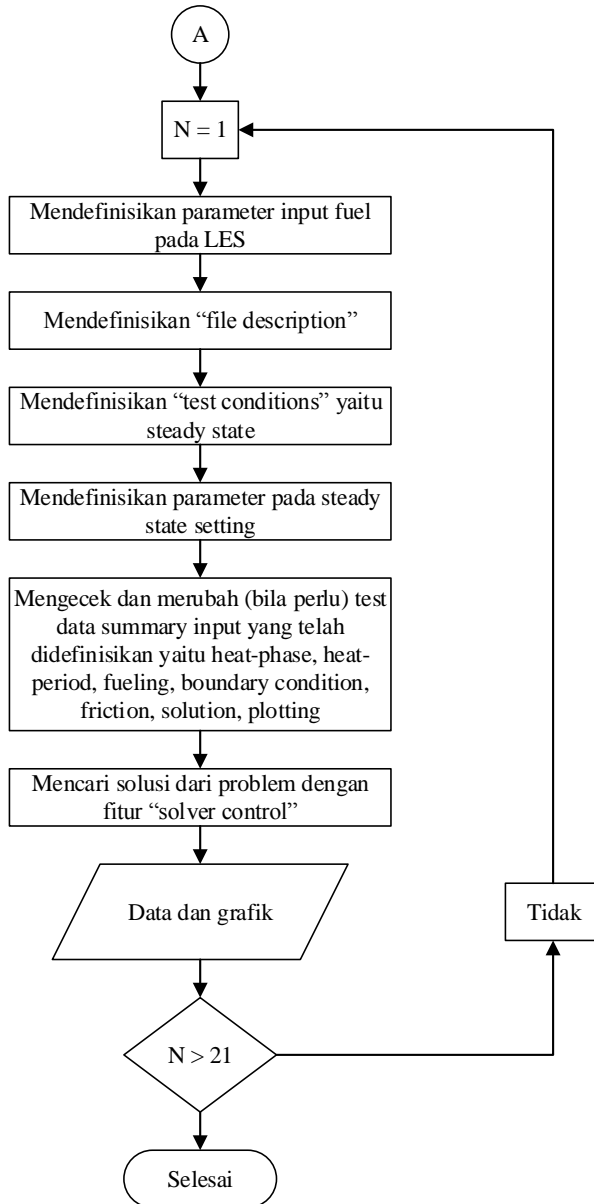 A
N = 1
Mendefinisikan parameter input fuel
pada LES
Mendefinisikan “file description”
Mendefinisikan “test conditions” yaitu
steady state
Mendefinisikan parameter pada steady
state setting
Mengecek dan merubah (bila perlu) test
data summary input yang telah
didefinisikan yaitu heat-phase, heat-
period, fueling, boundary condition,
friction, solution, plotting
Mencari solusi dari problem dengan
fitur “solver control”
Data dan grafik
Tidak
N > 21
Selesai